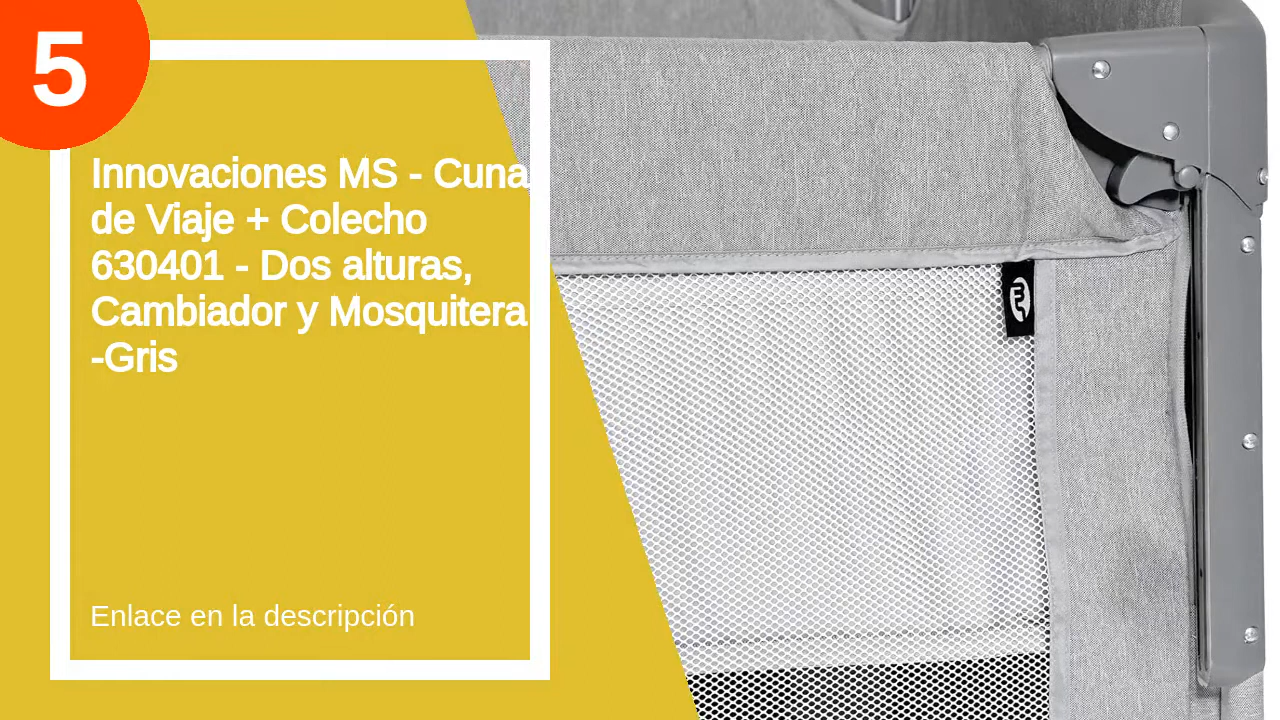 5
Innovaciones MS - Cuna
de Viaje + Colecho
630401 - Dos alturas,
Cambiador y Mosquitera
-Gris
Enlace en la descripción